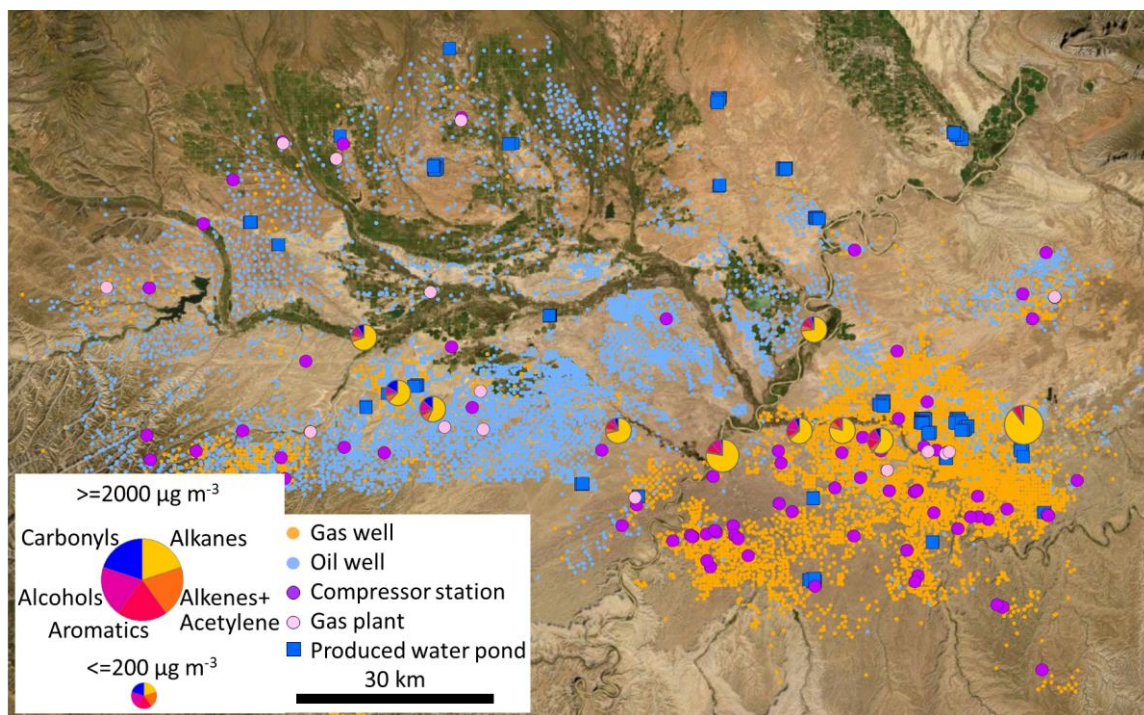 >=2000 µg m⁻³
Carbonyls
Alkanes
Alcohols
Alkenes+
Acetylene
Aromatics
<=200 µg m⁻³
Gas well
Oil well
Compressor station
Gas plant
Produced water pond
30 km